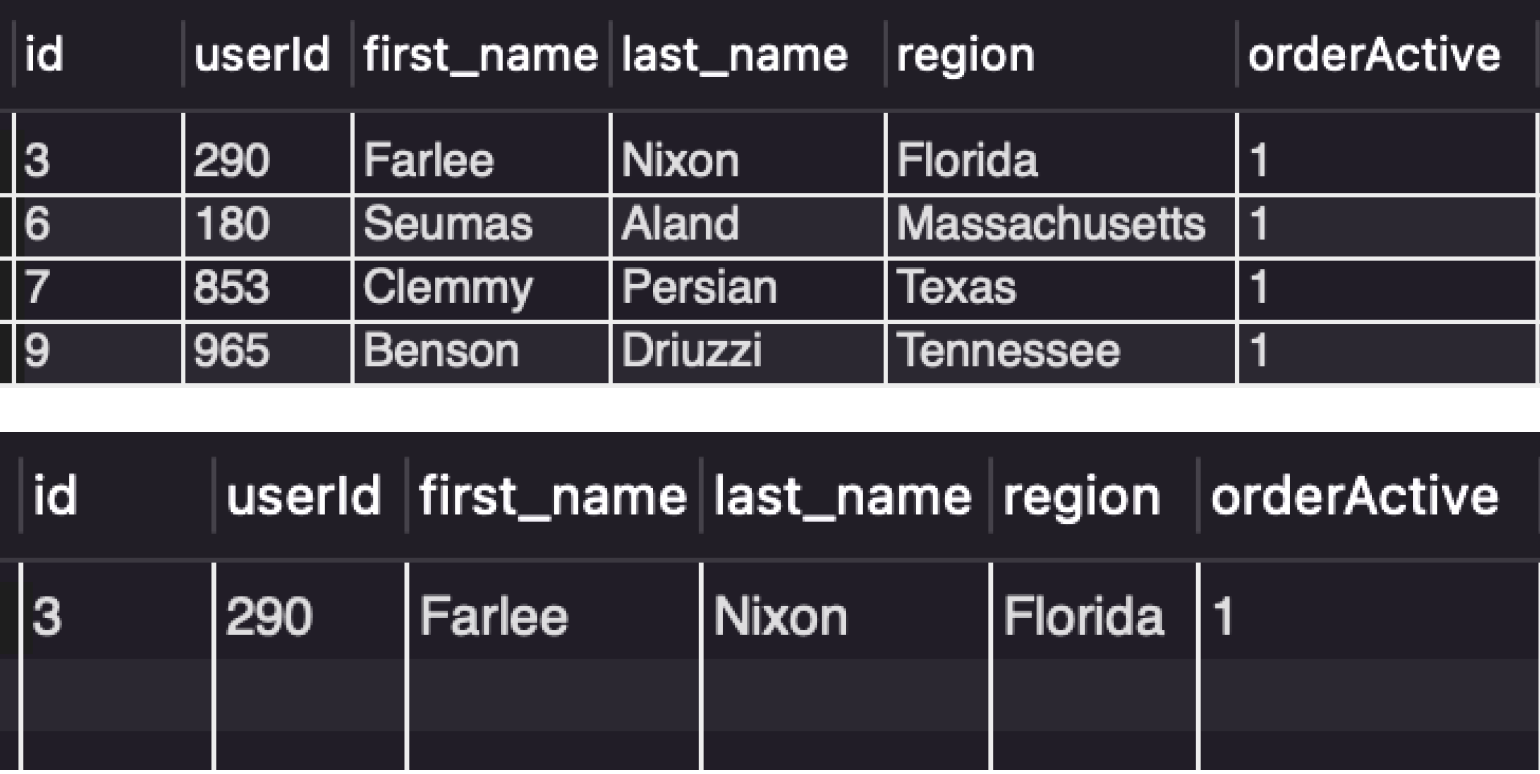 id userId first_name last_name region orderActive
3 290 Farlee Nixon Florida 1
6 180 Seumas Aland Massachusetts 1
7 853 Clemmy Persian Texas 1
9 965 Benson Driuzzi Tennessee 1
id userId first_name last_name region orderActive
3 290 Farlee Nixon Florida 1